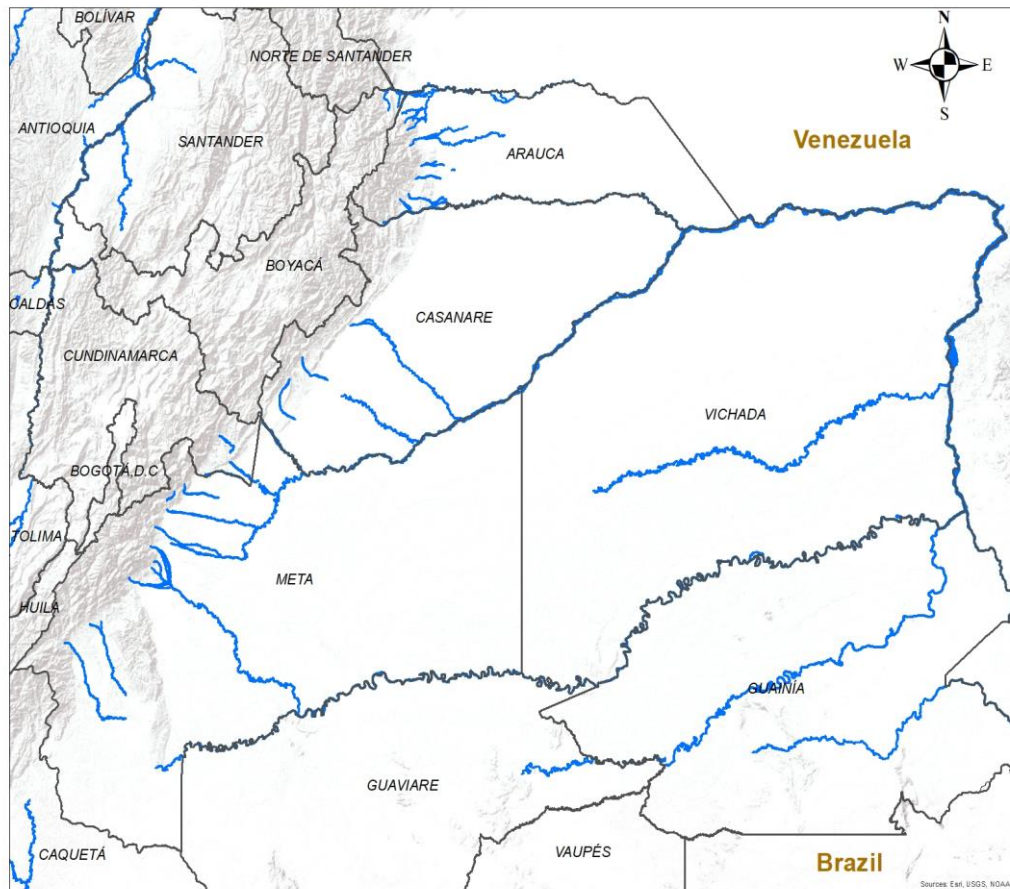 BOLÍVAR
N
NORTE DE SANTANDER
W
E
S
ANTIOQUIA
SANTANDER
Venezuela
ARAUCA
BOYACÁ
CALDAS
CASANARE
CUNDINAMARCA
VICHADA
BOGOTÁ, D.C
TOLIMA
META
HUILA
GUAINÍA
GUAVIARE
CAQUETÁ
VAUPÉS
Brazil
Sources: Esri, USGS, NOAA